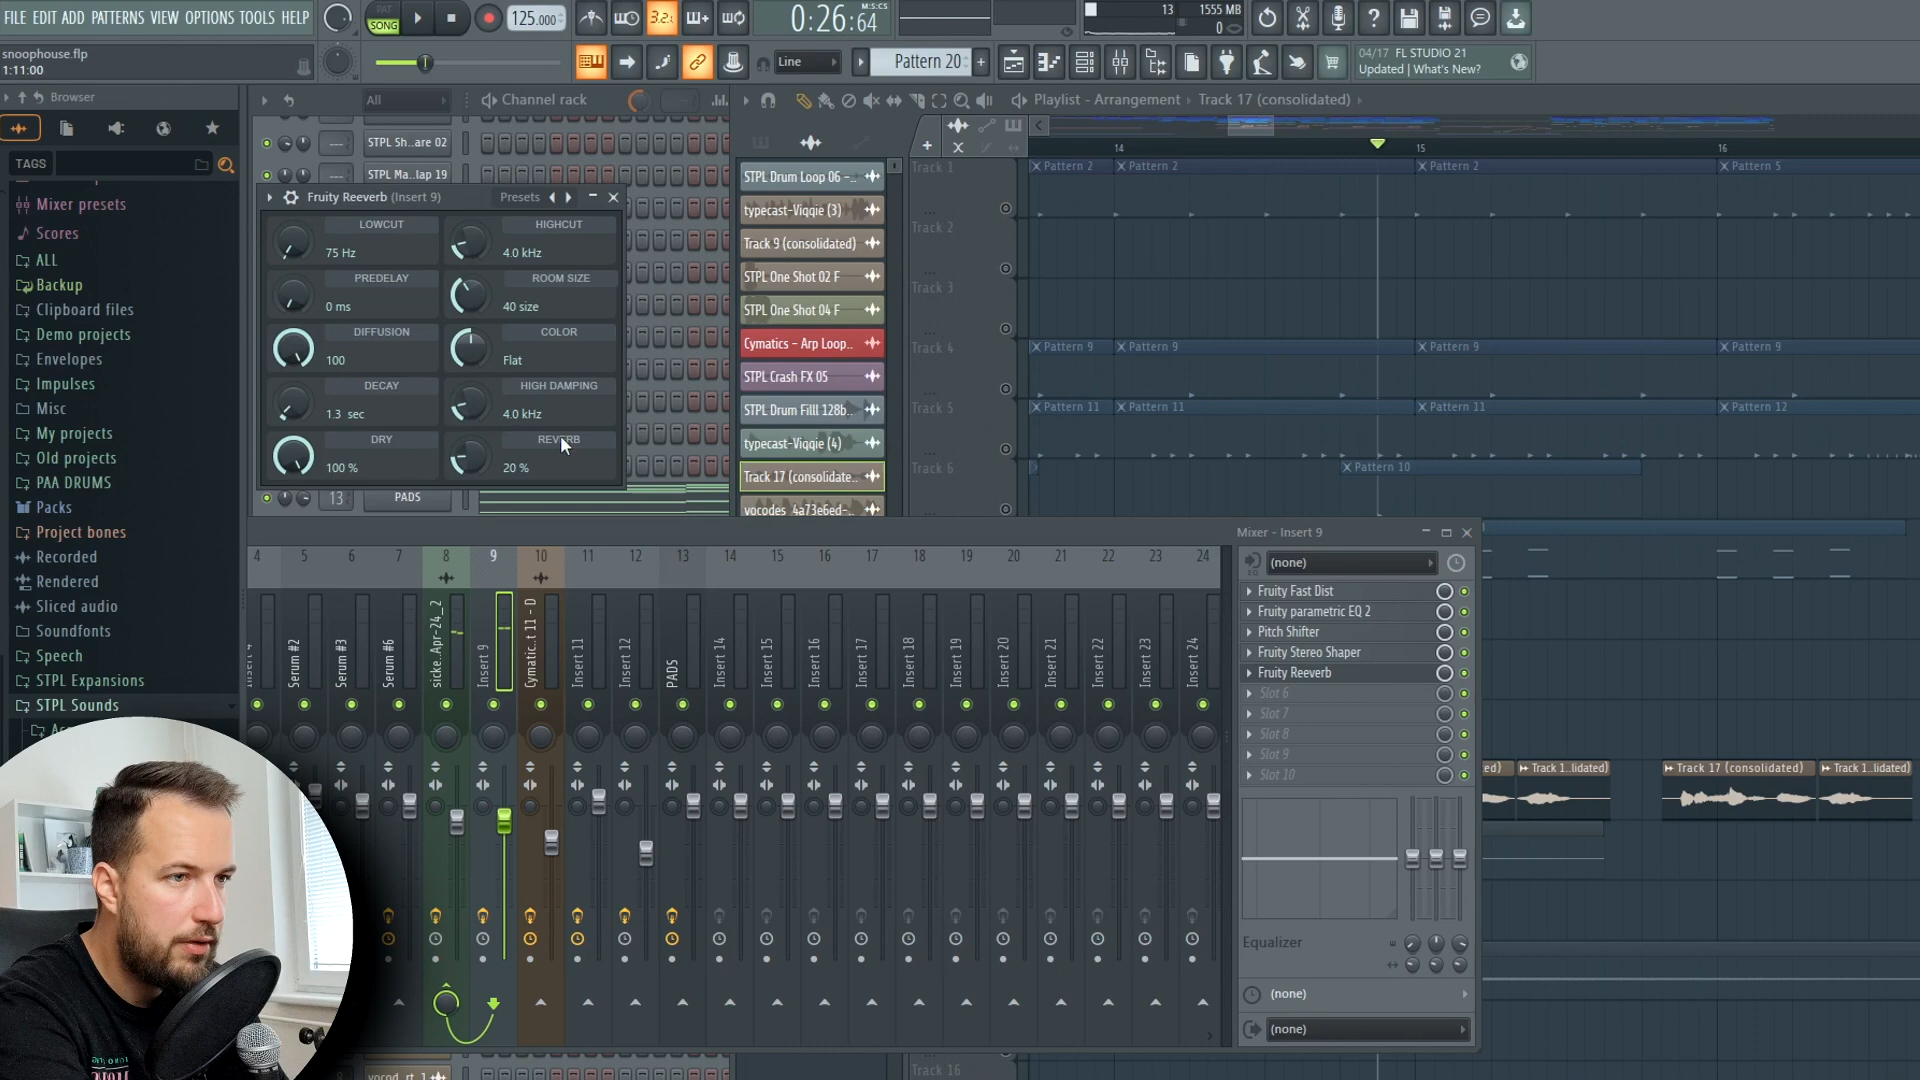 FILE EDIT ADD PATTERNS VIEW OPTIONS TOOLS HELP
PAT
SONG
125.000
3.2.
0:26:64
M:S:CS
13
1555 MB
0
snoophouse.flp
1:11:00
Line
Pattern 20
04/17 FL STUDIO 21
Updated | What's New?
Browser
All
Channel rack
Playlist - Arrangement
Track 17 (consolidated)
TAGS
Mixer presets
Scores
ALL
Backup
Clipboard files
Demo projects
Envelopes
Impulses
Misc
My projects
Old projects
PAA DRUMS
Packs
Project bones
Recorded
Rendered
Sliced audio
Soundfonts
Speech
STPL Expansions
STPL Sounds
STPL Sh..are 02
STPL Ma..lap 19
Fruity Reeverb (Insert 9)
Presets
LOWCUT
75 Hz
HIGHCUT
4.0 kHz
PREDELAY
0 ms
ROOM SIZE
40 size
DIFFUSION
100
COLOR
Flat
DECAY
1.3 sec
HIGH DAMPING
4.0 kHz
DRY
100 %
REVERB
20 %
13
PADS
STPL Drum Loop 06 -..
typecast-Viqqie (3)
Track 9 (consolidated)
STPL One Shot 02 F
STPL One Shot 04 F
Cymatics - Arp Loop..
STPL Crash FX 05
STPL Drum Filll 128b..
typecast-Viqqie (4)
Track 17 (consolidate..
vocodes_4a73e6ed-..
14
15
16
Track 1
Pattern 2
Pattern 2
Pattern 2
Pattern 5
Track 2
Track 3
Track 4
Pattern 9
Pattern 9
Pattern 9
Pattern 9
Track 5
Pattern 11
Pattern 11
Pattern 11
Pattern 12
Track 6
Pattern 10
Mixer - Insert 9
4 5 6 7 8 9 10 11 12 13 14 15 16 17 18 19 20 21 22 23 24
Insert 4
Serum #2
Serum #3
Serum #6
sicke..Apr-24_2
Insert 9
Cymatic..t 11 - D
Insert 11
Insert 12
PADS
Insert 14
Insert 15
Insert 16
Insert 17
Insert 18
Insert 19
Insert 20
Insert 21
Insert 22
Insert 23
Insert 24
(none)
Fruity Fast Dist
Fruity parametric EQ 2
Pitch Shifter
Fruity Stereo Shaper
Fruity Reeverb
Slot 6
Slot 7
Slot 8
Slot 9
Slot 10
Equalizer
(none)
(none)
ed)
Track 1..lidated)
Track 17 (consolidated)
Track 1..lidated)
vocod_rt_1
Track 16